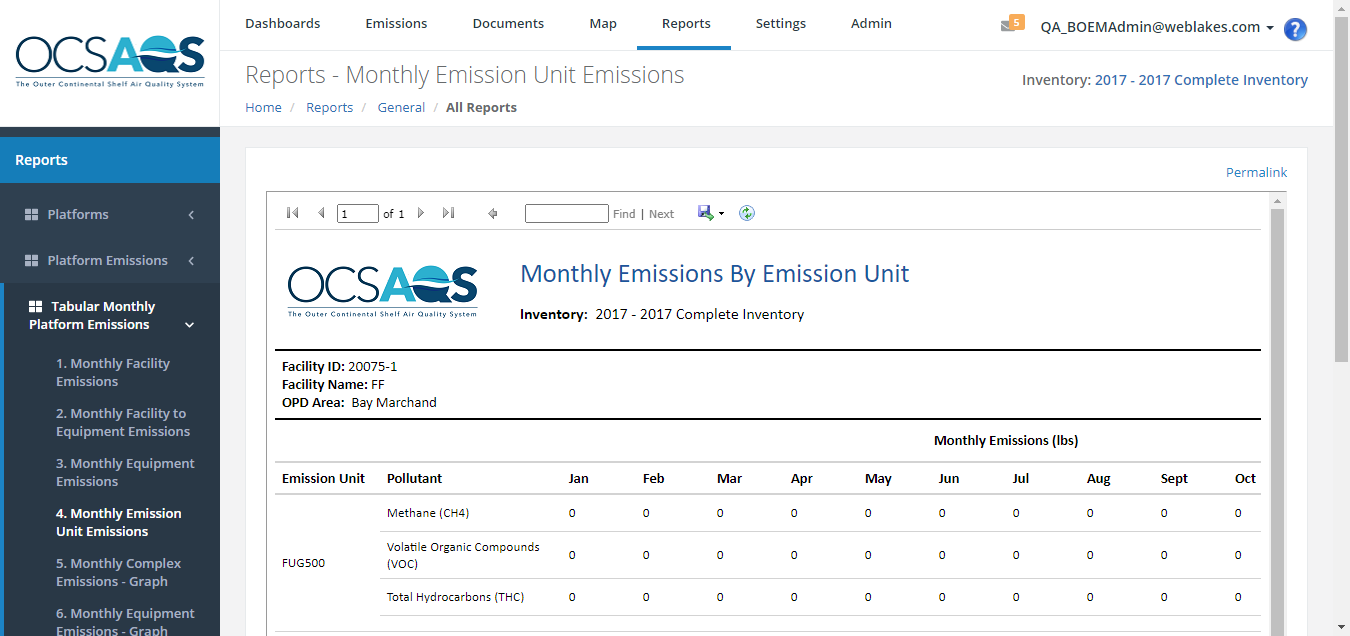 OCSAQS
The Outer Continental Shelf Air Quality System
Dashboards Emissions Documents Map Reports Settings Admin
5 QA_BOEMAdmin@weblakes.com ?
Reports - Monthly Emission Unit Emissions
Inventory: 2017 - 2017 Complete Inventory
Home / Reports / General / All Reports
Reports
Platforms
Platform Emissions
Tabular Monthly
Platform Emissions
1. Monthly Facility
Emissions
2. Monthly Facility to
Equipment Emissions
3. Monthly Equipment
Emissions
4. Monthly Emission
Unit Emissions
5. Monthly Complex
Emissions - Graph
6. Monthly Equipment
Emissions - Graph
Permalink
1 of 1 Find | Next
OCSAQS
The Outer Continental Shelf Air Quality System
Monthly Emissions By Emission Unit
Inventory: 2017 - 2017 Complete Inventory
Facility ID: 20075-1
Facility Name: FF
OPD Area: Bay Marchand
Monthly Emissions (lbs)
Emission Unit Pollutant Jan Feb Mar Apr May Jun Jul Aug Sept Oct
FUG500
Methane (CH4) 0 0 0 0 0 0 0 0 0 0
Volatile Organic Compounds
(VOC) 0 0 0 0 0 0 0 0 0 0
Total Hydrocarbons (THC) 0 0 0 0 0 0 0 0 0 0